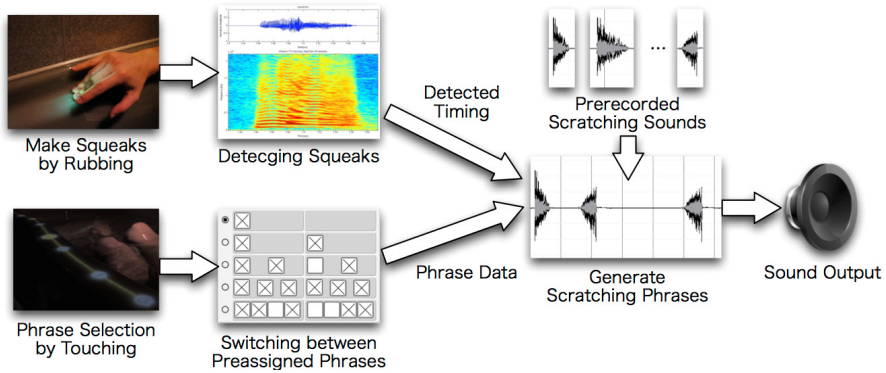 Make Squeaks
by Rubbing
Detecging Squeaks
Detected
Timing
...
Prerecorded
Scratching Sounds
Phrase Selection
by Touching
Switching between
Preassigned Phrases
Phrase Data
Generate
Scratching Phrases
Sound Output